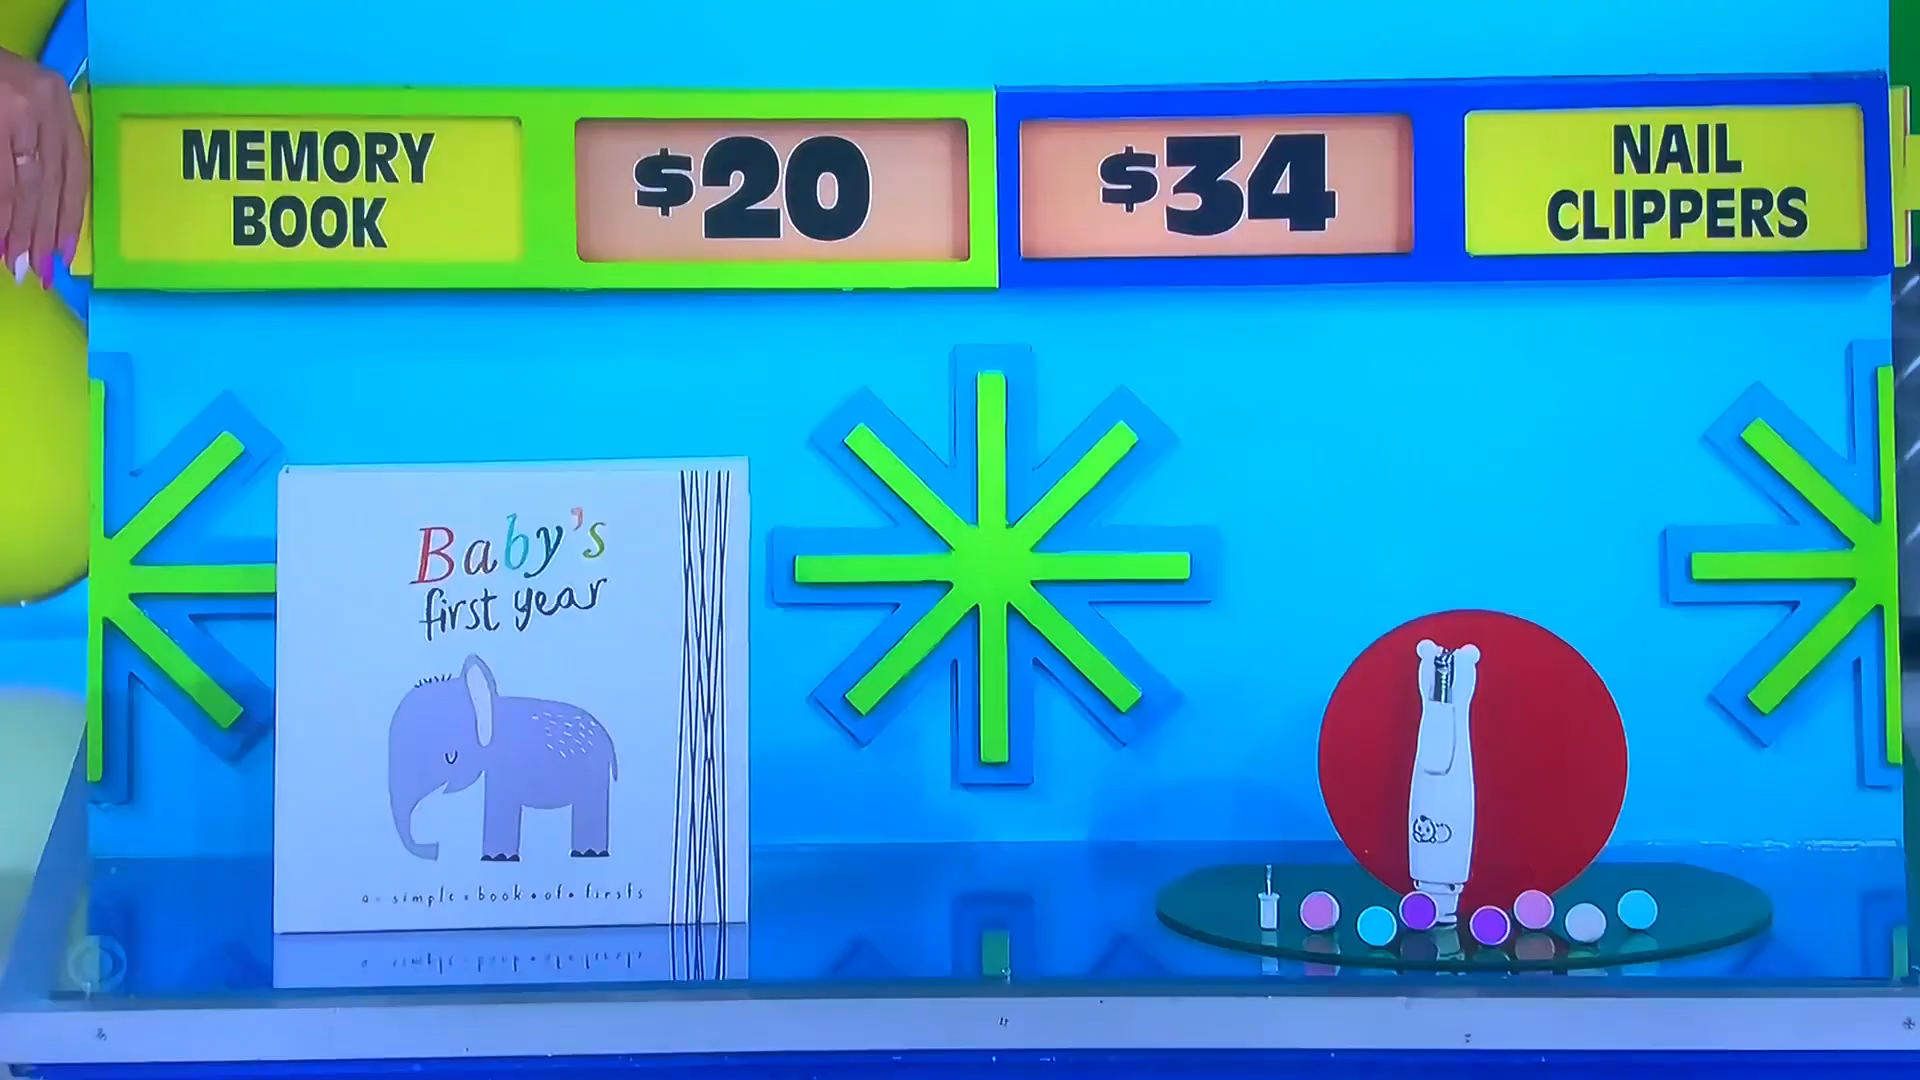 MEMORY
BOOK
$20
$34
NAIL
CLIPPERS
Baby's
first year
a simple book of firsts